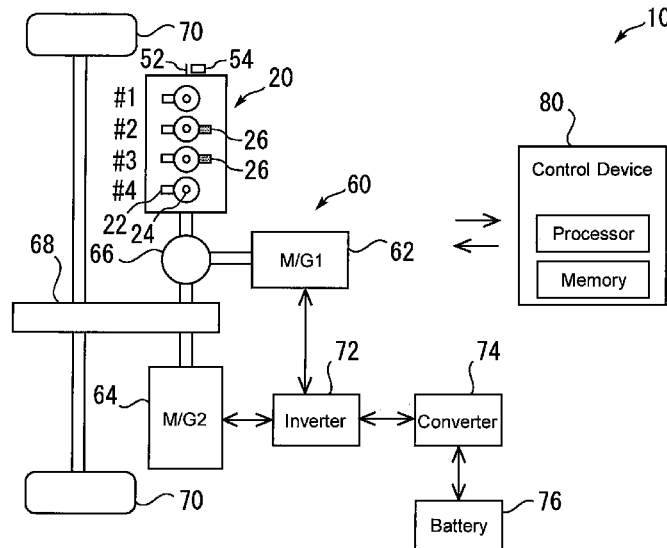 70
10
52 54
20
#1
#2
26
80
#3
26
Control Device
#4
60
22
24
66
62
Processor
68
M/G1
Memory
72
74
64
M/G2
Inverter
Converter
70
76
Battery